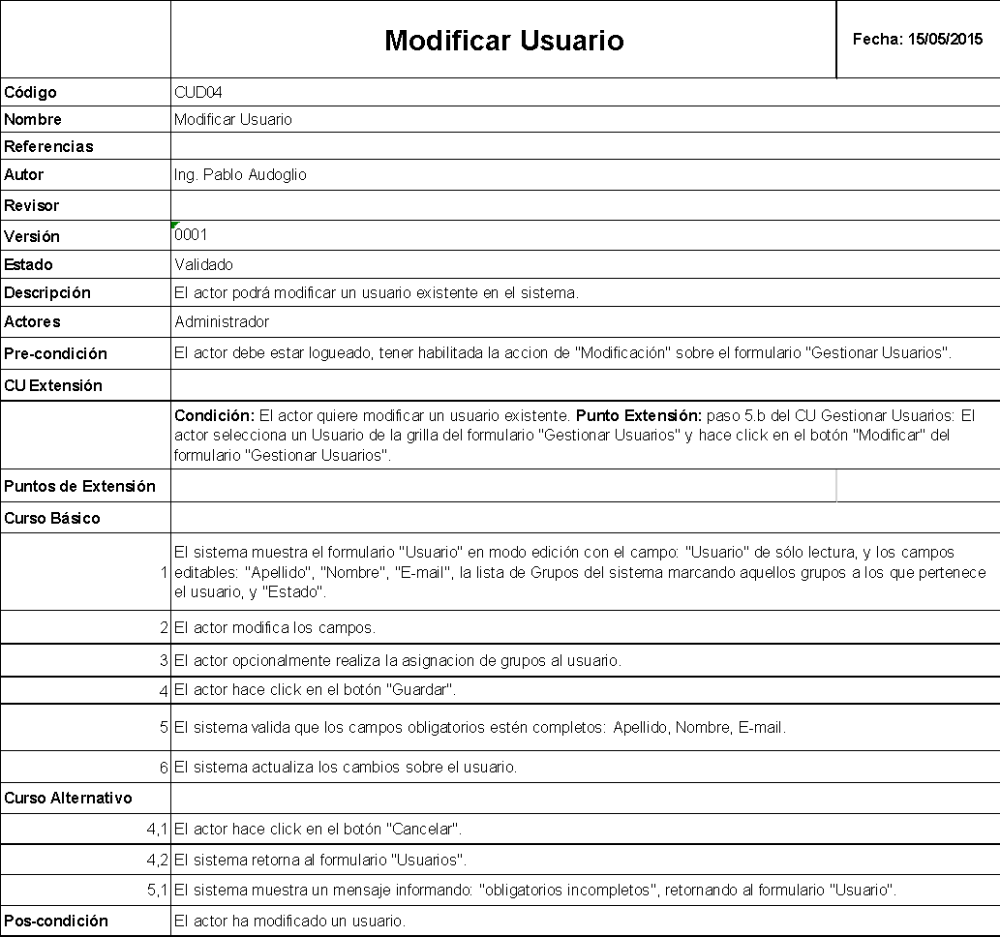 Modificar Usuario
Fecha: 15/05/2015
Código CUD04
Nombre Modificar Usuario
Referencias
Autor Ing. Pablo Audoglio
Revisor
Versión 0001
Estado Validado
Descripción El actor podrá modificar un usuario existente en el sistema.
Actores Administrador
Pre-condición El actor debe estar logueado, tener habilitada la accion de "Modificación" sobre el formulario "Gestionar Usuarios".
CU Extensión
Condición: El actor quiere modificar un usuario existente. Punto Extensión: paso 5.b del CU Gestionar Usuarios: El
actor selecciona un Usuario de la grilla del formulario "Gestionar Usuarios" y hace click en el botón "Modificar" del
formulario "Gestionar Usuarios".
Puntos de Extensión
Curso Básico
El sistema muestra el formulario "Usuario" en modo edición con el campo: "Usuario" de sólo lectura, y los campos
1 editables: "Apellido", "Nombre", "E-mail", la lista de Grupos del sistema marcando aquellos grupos a los que pertenece
el usuario, y "Estado".
2 El actor modifica los campos.
3 El actor opcionalmente realiza la asignacion de grupos al usuario.
4 El actor hace click en el botón "Guardar".
5 El sistema valida que los campos obligatorios estén completos: Apellido, Nombre, E-mail.
6 El sistema actualiza los cambios sobre el usuario.
Curso Alternativo
4,1 El actor hace click en el botón "Cancelar".
4,2 El sistema retorna al formulario "Usuarios".
5,1 El sistema muestra un mensaje informando: "obligatorios incompletos", retornando al formulario "Usuario".
Pos-condición El actor ha modificado un usuario.